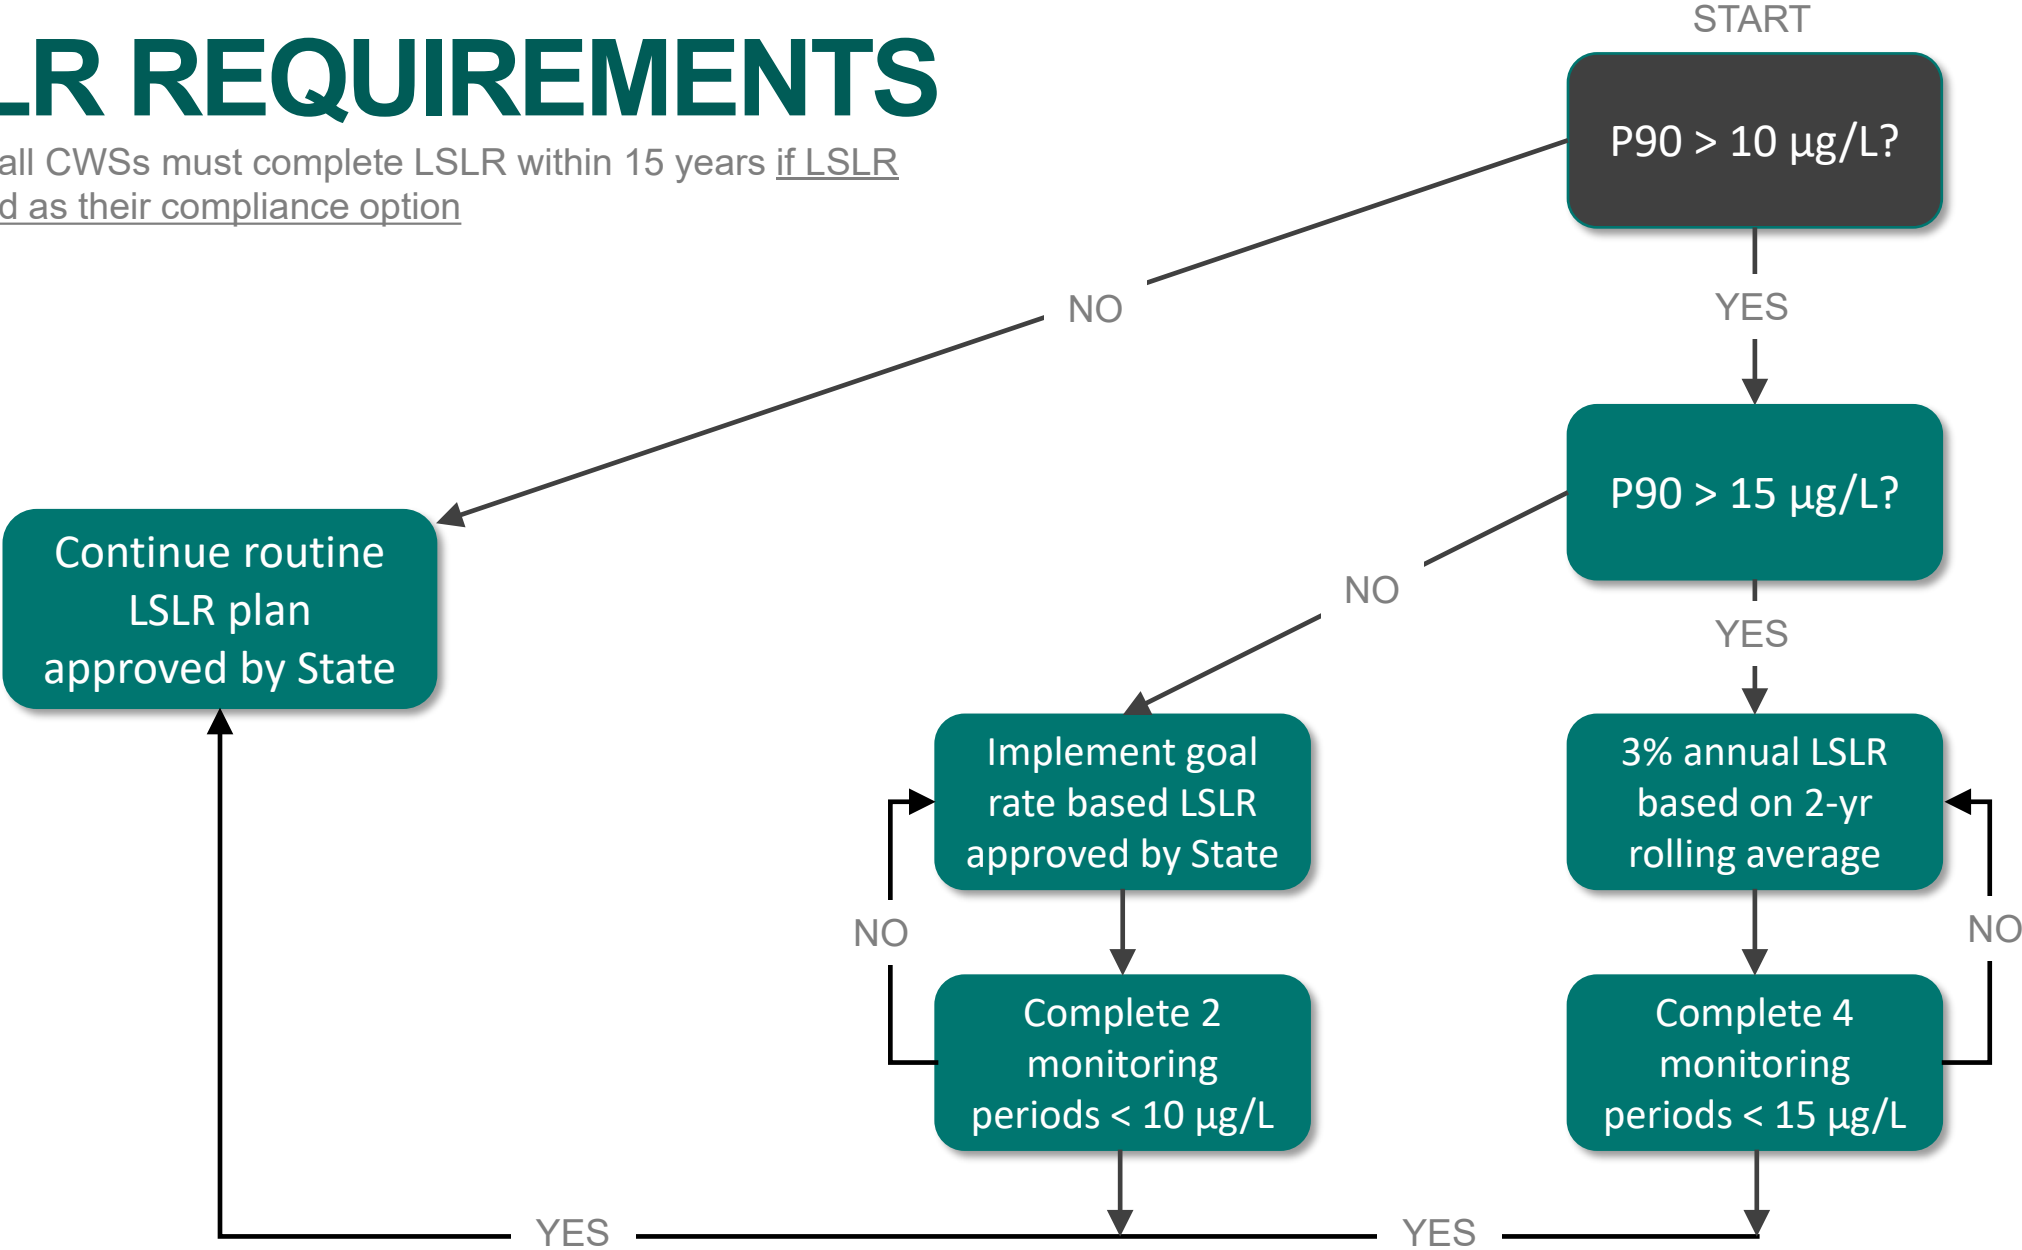 LR REQUIREMENTS
all CWSs must complete LSLR within 15 years if LSLR
d as their compliance option
START
P90 > 10 µg/L?
NO
YES
P90 > 15 µg/L?
NO
YES
Continue routine
LSLR plan
approved by State
Implement goal
rate based LSLR
approved by State
3% annual LSLR
based on 2-yr
rolling average
NO
NO
Complete 2
monitoring
periods < 10 µg/L
Complete 4
monitoring
periods < 15 µg/L
YES
YES